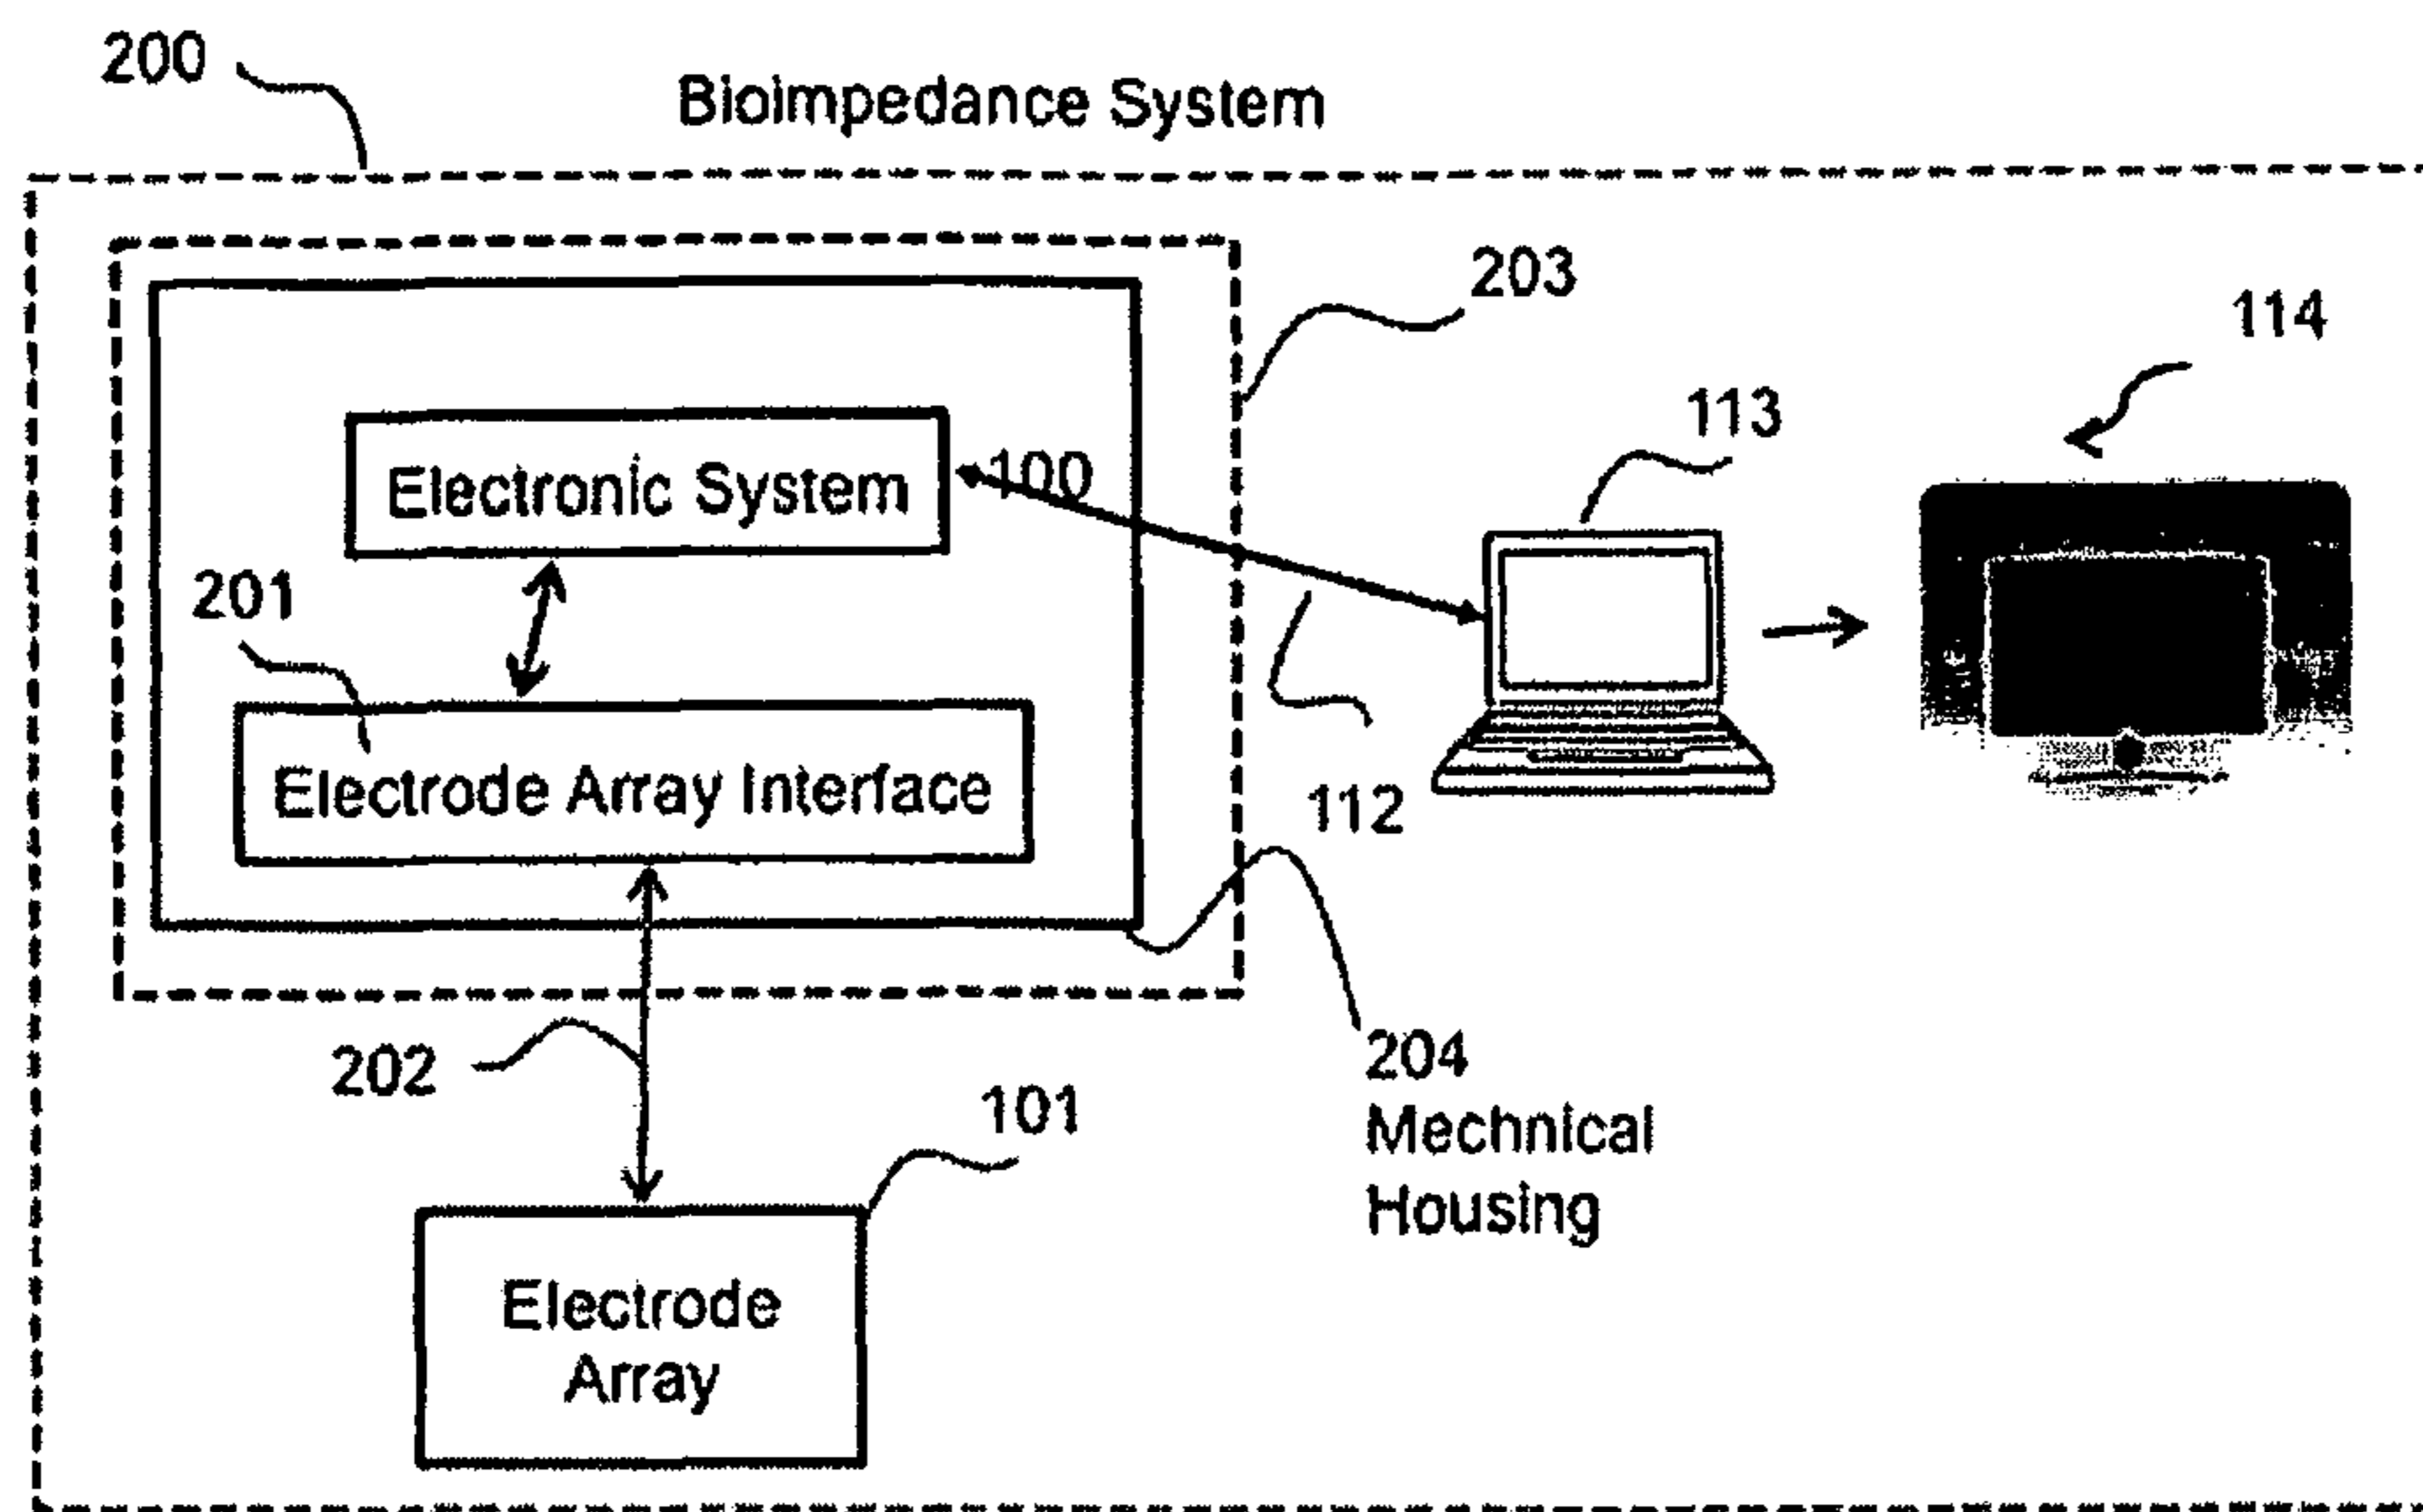 200
Bioimpedance System
203
114
113
Electronic System
100
201
Electrode Array Interface
112
202
204
Mechnical
Housing
101
Electrode
Array